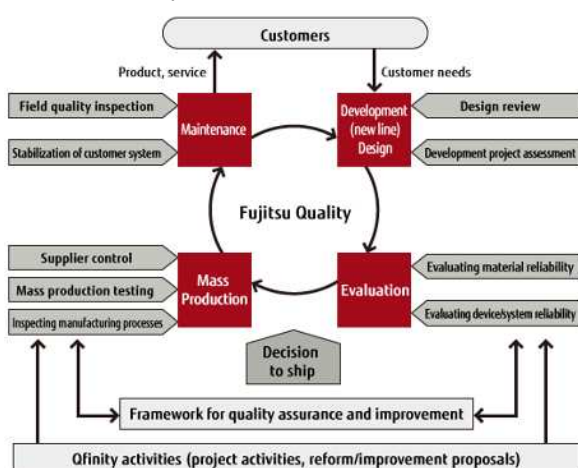 Customers
Product, service
Customer needs
Field quality inspection
Stabilization of customer system
Maintenance
Development
(new line)
Design
Design review
Development project assessment
Fujitsu Quality
Supplier control
Mass production testing
Inspecting manufacturing processes
Mass
Production
Evaluation
Evaluating material reliability
Evaluating device/system reliability
Decision
to ship
Framework for quality assurance and improvement
Qfinity activities (project activities, reform/improvement proposals)